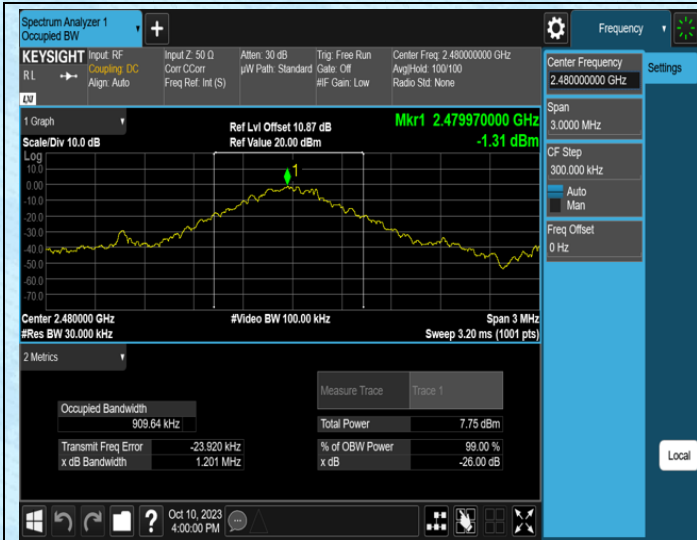 Spectrum Analyzer 1
Occupied BW
Frequency
KEYSIGHT
Input: RF
Coupling: DC
Align: Auto
Input Z: 50 Ω
Corr CCorr
Freq Ref: Int (S)
Atten: 30 dB
µW Path: Standard
Trig: Free Run
Gate: Off
#IF Gain: Low
Center Freq: 2.480000000 GHz
Avg|Hold: 100/100
Radio Std: None
R L
LXI
Center Frequency
2.480000000 GHz
Settings
Span
3.0000 MHz
CF Step
300.000 kHz
Auto
Man
Freq Offset
0 Hz
1 Graph
Ref Lvl Offset 10.87 dB
Mkr1 2.479970000 GHz
Scale/Div 10.0 dB
Ref Value 20.00 dBm
-1.31 dBm
Log
10.0
0.00
-10.0
-20.0
-30.0
-40.0
-50.0
-60.0
-70.0
1
Center 2.480000 GHz
#Video BW 100.00 kHz
Span 3 MHz
#Res BW 30.000 kHz
Sweep 3.20 ms (1001 pts)
2 Metrics
Measure Trace
Trace 1
Occupied Bandwidth
909.64 kHz
Total Power
7.75 dBm
Transmit Freq Error
-23.920 kHz
% of OBW Power
99.00 %
x dB Bandwidth
1.201 MHz
x dB
-26.00 dB
Local
Oct 10, 2023
4:00:00 PM
?